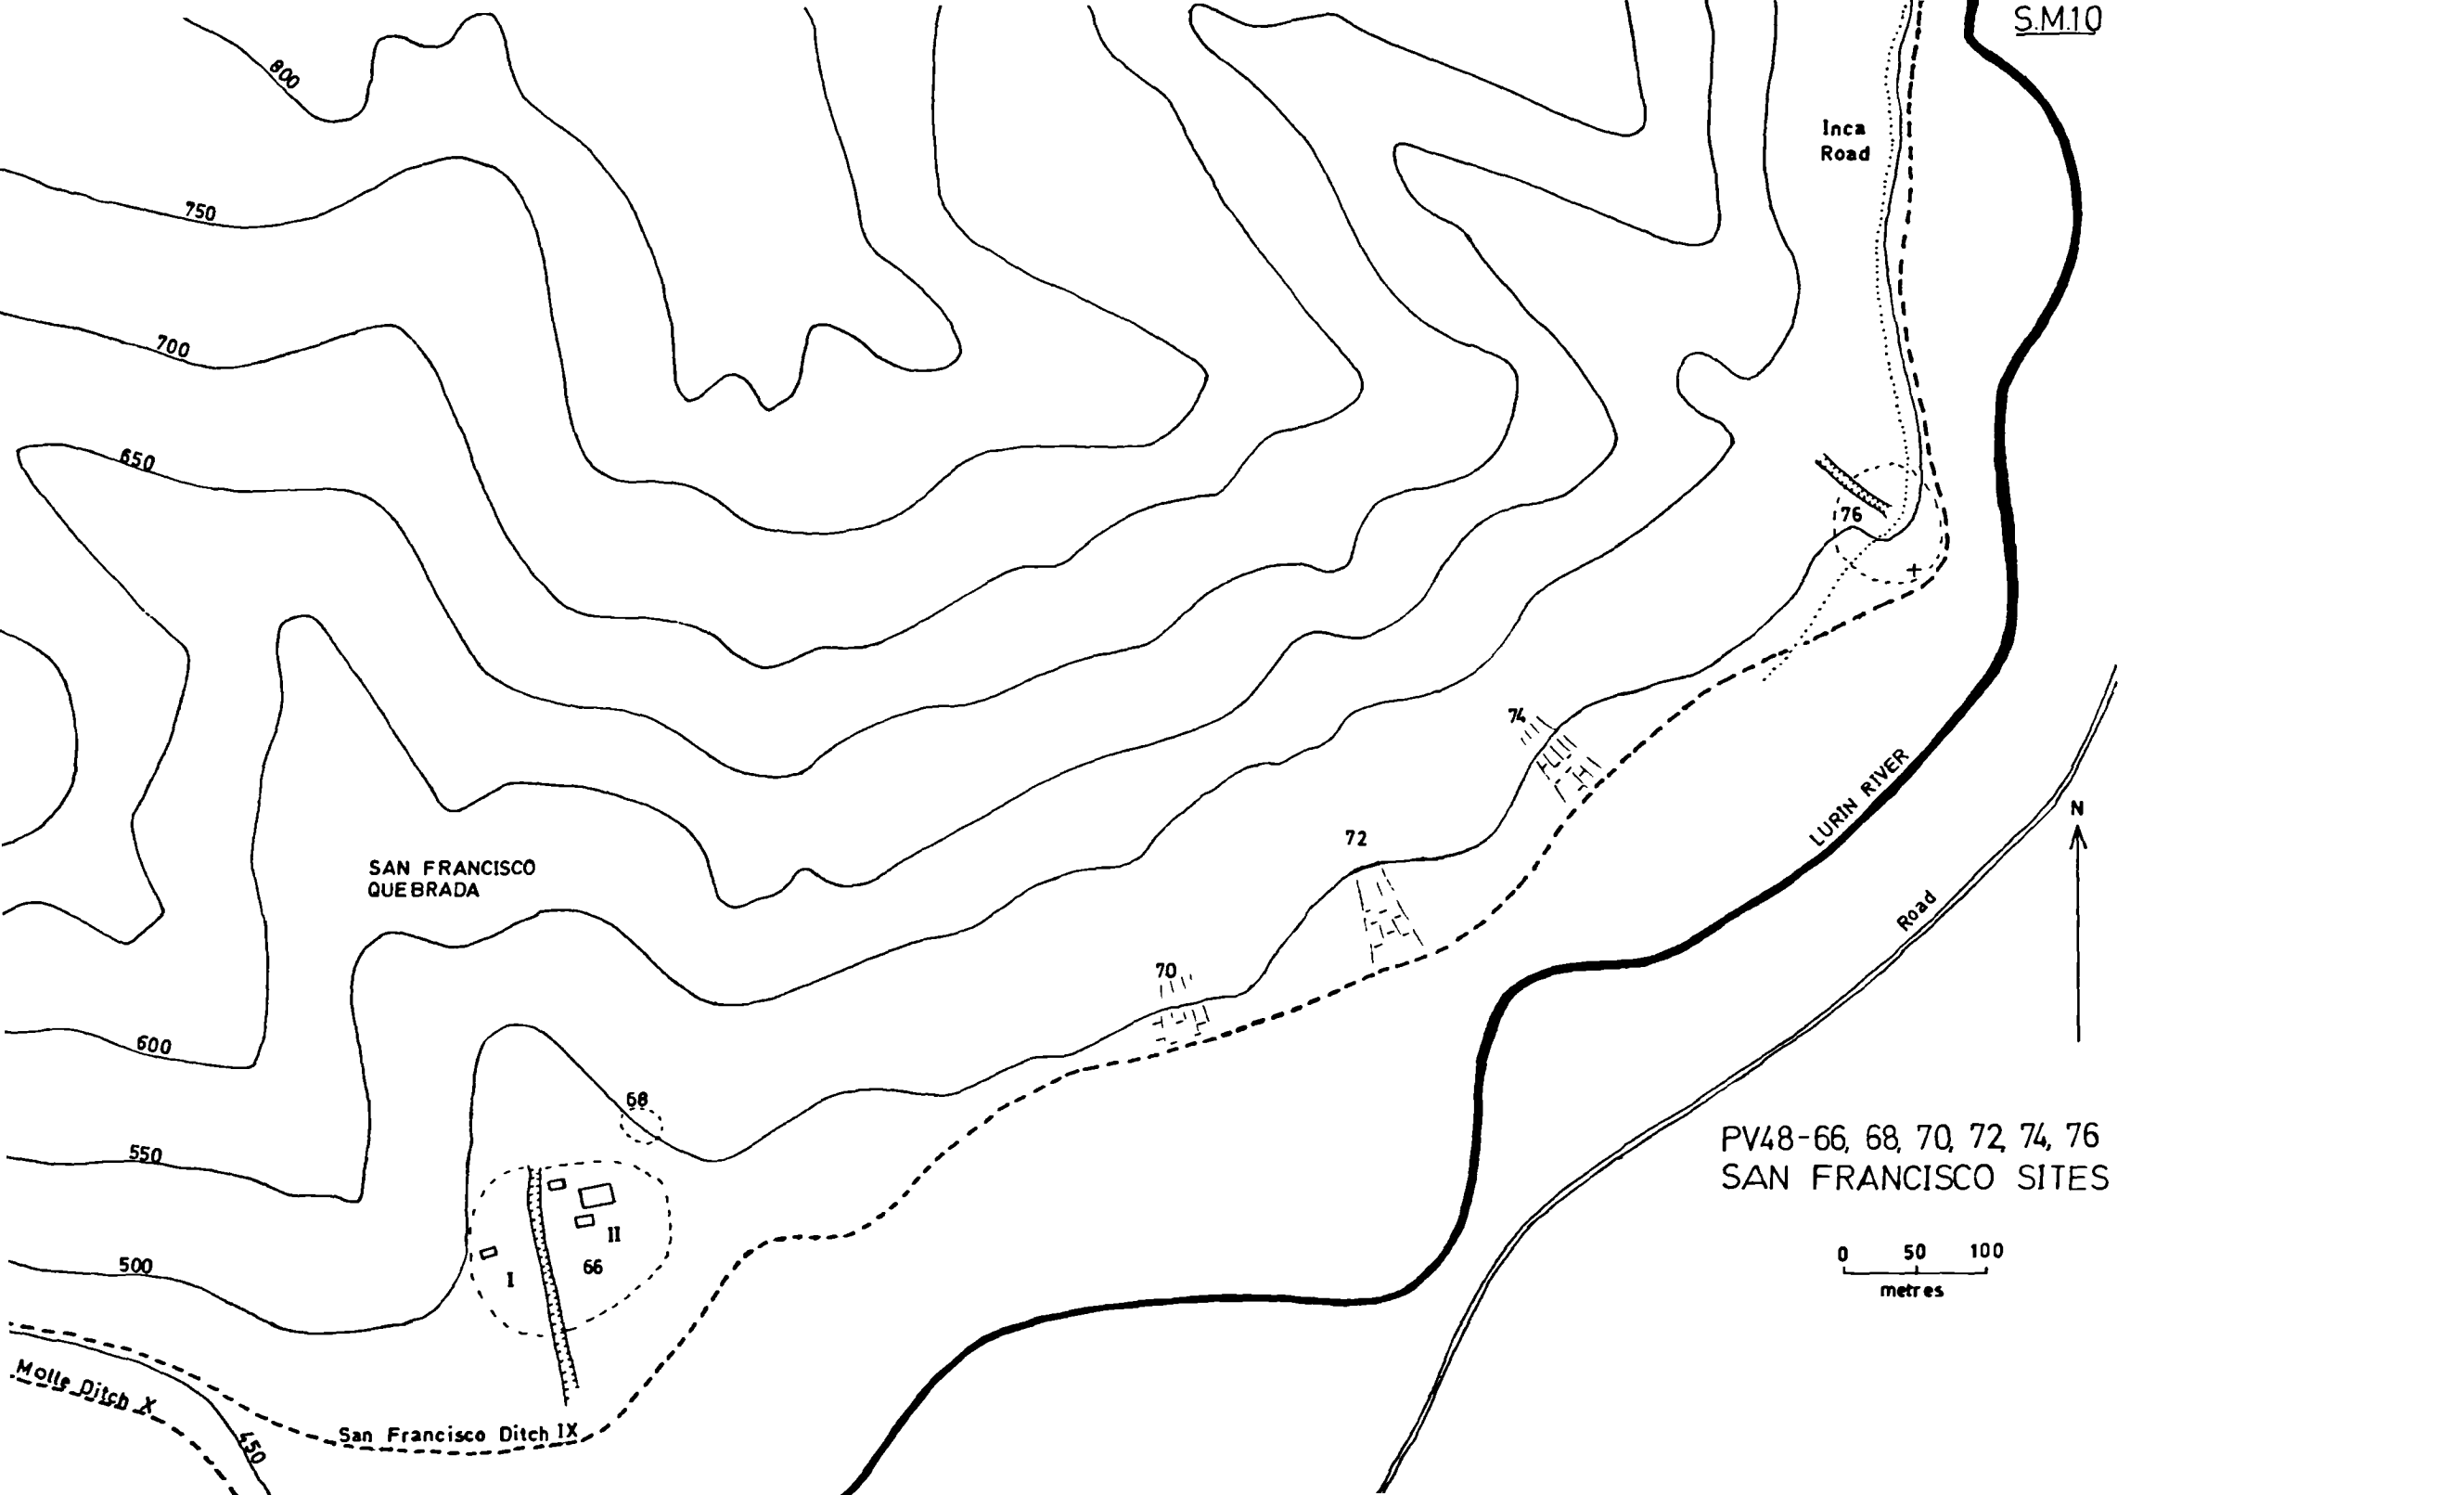 S.M.10
800
Inca
Road
750
700
650
76
74
LURIN RIVER
N
72
SAN FRANCISCO
QUEBRADA
Road
70
600
68
PV48-66, 68, 70, 72, 74, 76
SAN FRANCISCO SITES
550
II
0 50 100
metres
500
I
66
Molle Ditch X
San Francisco Ditch IX
450